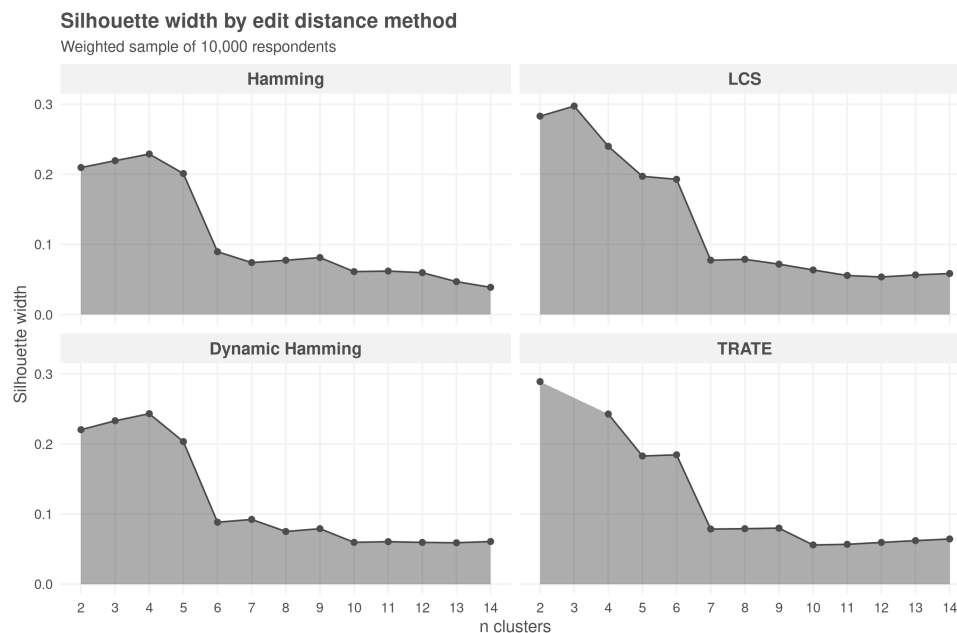 Silhouette width by edit distance method
Weighted sample of 10,000 respondents
Hamming
LCS
0.3
0.2
0.1
0.0
Dynamic Hamming
TRATE
0.3
0.2
0.1
0.0
Silhouette width
2 3 4 5 6 7 8 9 10 11 12 13 14
2 3 4 5 6 7 8 9 10 11 12 13 14
n clusters